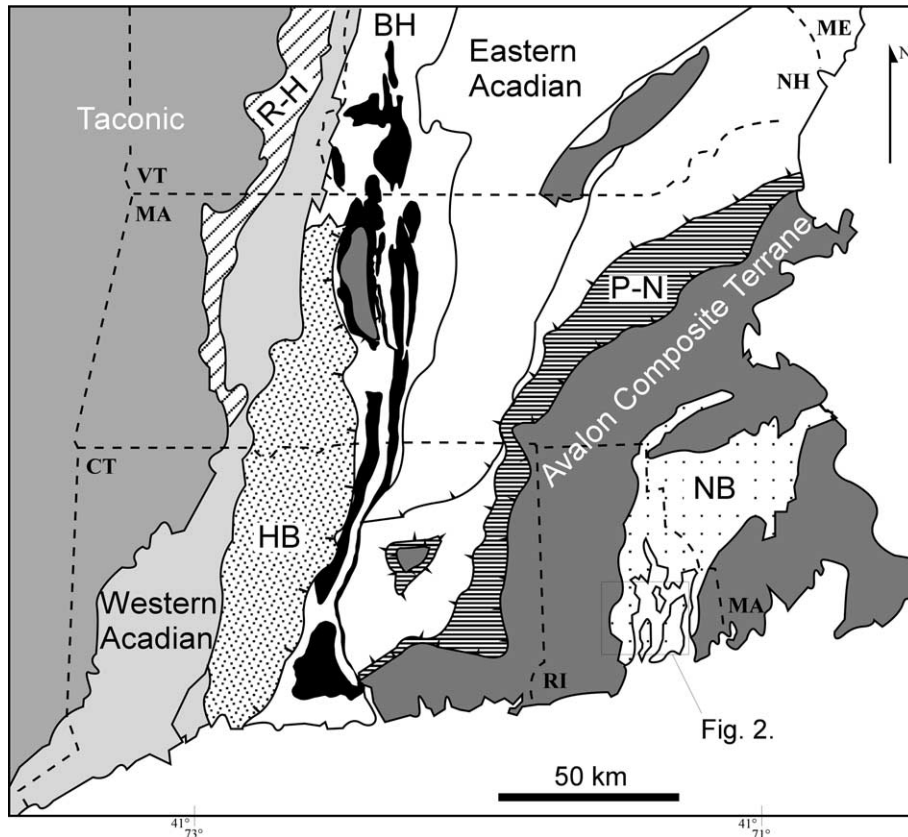 BH
ME
Eastern
Acadian
N
NH
R-H
Taconic
VT
MA
P-N
Avalon Composite Terrane
CT
NB
HB
Western
Acadian
MA
RI
Fig. 2.
50 km
41°
73°
41°
71°